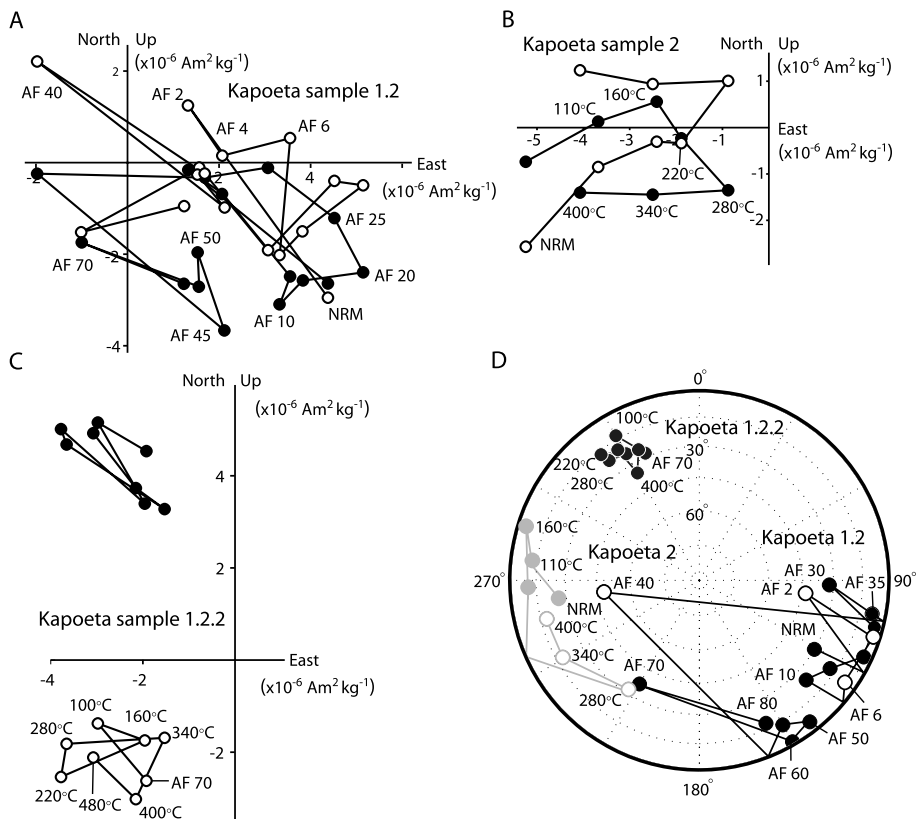 A
North Up
(x10⁻⁶ Am² kg⁻¹)
2
AF 40
AF 2
Kapoeta sample 1.2
AF 4
AF 6
East
(x10⁻⁶ Am² kg⁻¹)
-2
2
4
AF 25
AF 50
AF 70
-2
AF 20
AF 10
NRM
AF 45
-4
B
Kapoeta sample 2
North Up
(x10⁻⁶ Am² kg⁻¹)
1
160°C
110°C
East
(x10⁻⁶ Am² kg⁻¹)
-5 -4 -3 -1
220°C
-1
400°C
340°C
280°C
-2
NRM
C
North Up
(x10⁻⁶ Am² kg⁻¹)
4
2
Kapoeta sample 1.2.2
East
(x10⁻⁶ Am² kg⁻¹)
-4 -2
100°C
160°C
280°C
340°C
-2
AF 70
220°C
480°C
400°C
D
0°
100°C
Kapoeta 1.2.2
30°
220°C
AF 70
280°C
400°C
60°
160°C
Kapoeta 1.2
Kapoeta 2
110°C
AF 30
270°
AF 40
AF 2
AF 35
90°
NRM
400°C
NRM
340°C
AF 70
AF 10
280°C
AF 80
AF 6
AF 50
AF 60
180°